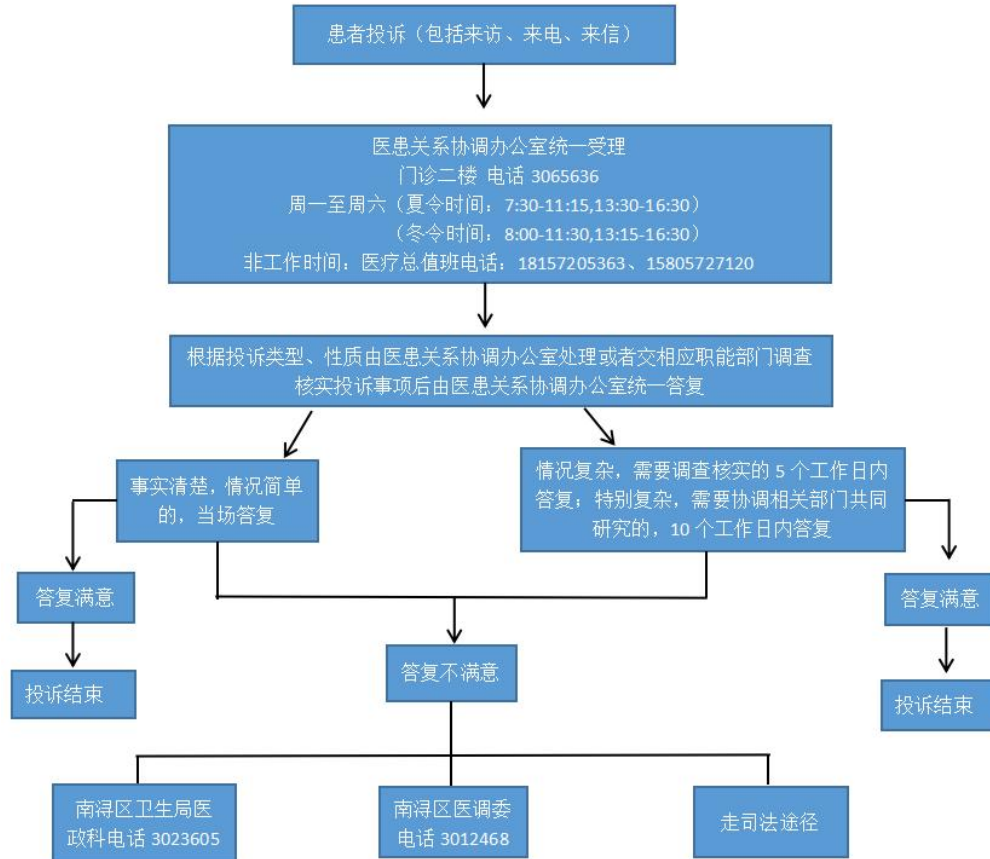 患者投诉（包括来访、来电、来信）
医患关系协调办公室统一受理
门诊二楼 电话 3065636
周一至周六（夏令时间：7:30-11:15,13:30-16:30）
（冬令时间：8:00-11:30,13:15-16:30）
非工作时间：医疗总值班电话：18157205363、15805727120
根据投诉类型、性质由医患关系协调办公室处理或者交相应职能部门调查
核实投诉事项后由医患关系协调办公室统一答复
事实清楚，情况简单
的，当场答复
情况复杂，需要调查核实的 5 个工作日内
答复；特别复杂，需要协调相关部门共同
研究的，10 个工作日内答复
答复满意
答复满意
答复不满意
投诉结束
投诉结束
南浔区卫生局医
政科电话 3023605
南浔区医调委
电话 3012468
走司法途径